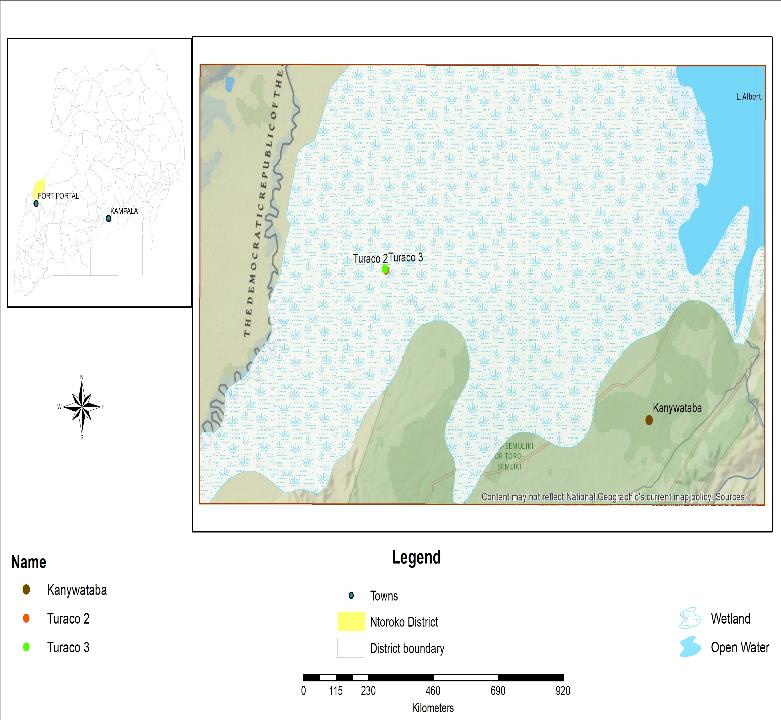 L.Albert
FORT PORTAL
KAMPALA
THE DEMOCRATIC REPUBLIC OF THE
Turaco 2 Turaco 3
N
W
S
Kanywataba
SEMULIKI
OR TORO-
SEMLIKI
Content may not reflect National Geographic's current map policy. Sources:
Name
Kanywataba
Turaco 2
Turaco 3
Legend
Towns
Ntoroko District
District boundary
Wetland
Open Water
0 115 230 460 690 920
Kilometers